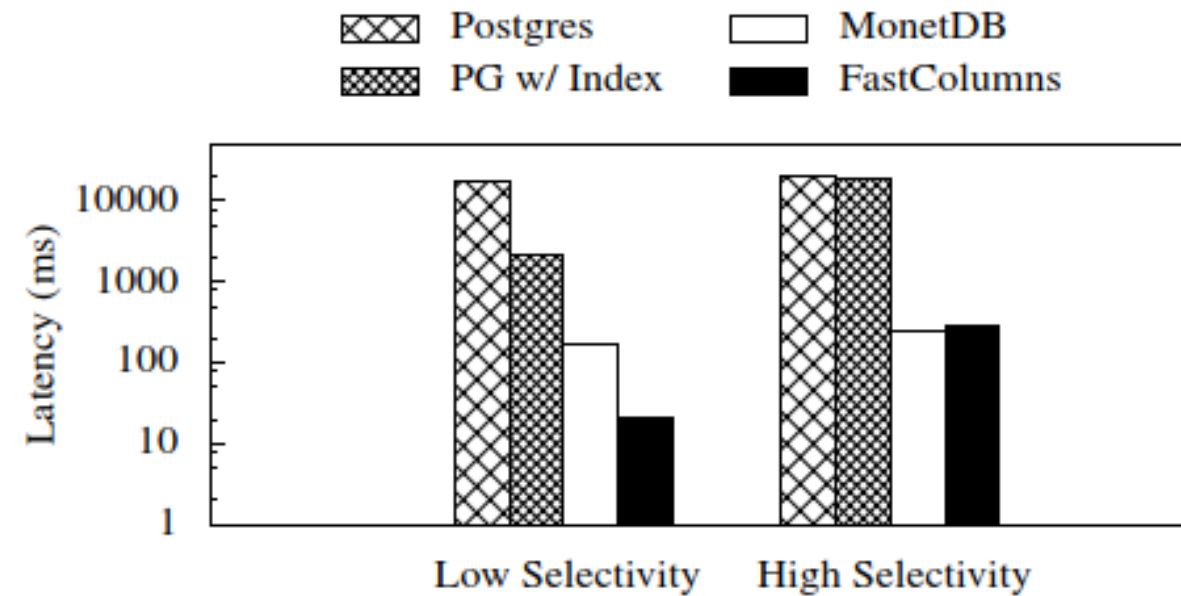 Postgres
MonetDB
PG w/ Index
FastColumns
Latency (ms)
10000
1000
100
10
1
Low Selectivity
High Selectivity